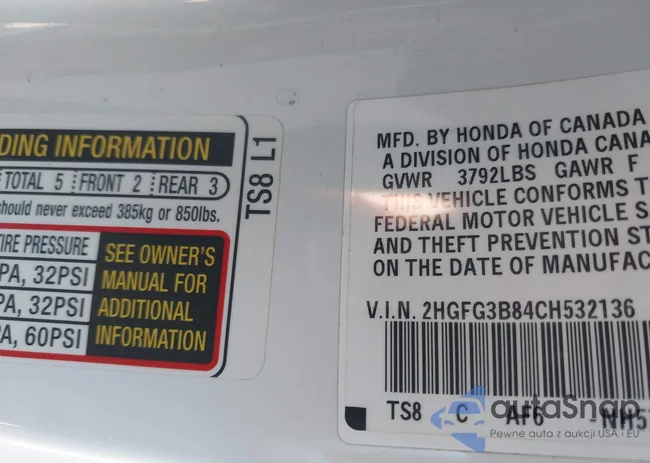 DING INFORMATION
TOTAL 5 FRONT 2 REAR 3
should never exceed 385kg or 850lbs.
TIRE PRESSURE
PA, 32PSI
PA, 32PSI
PA, 60PSI
SEE OWNER'S
MANUAL FOR
ADDITIONAL
INFORMATION
TS8 L1
MFD. BY HONDA OF CANADA
A DIVISION OF HONDA CANA
GVWR 3792LBS GAWR F
THIS VEHICLE CONFORMS T
FEDERAL MOTOR VEHICLE S
AND THEFT PREVENTION ST
ON THE DATE OF MANUFAC
V.I.N. 2HGFG3B84CH532136
TS8 C AF6 -NH5
autoSnap
Pewne auta z aukcji USA i EU